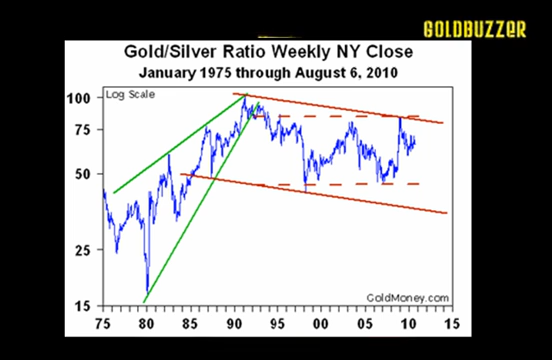 GOLDBUZZER
Gold/Silver Ratio Weekly NY Close
January 1975 through August 6, 2010
Log Scale
100
75
50
25
15
GoldMoney.com
75 80 85 90 95 00 05 10 15